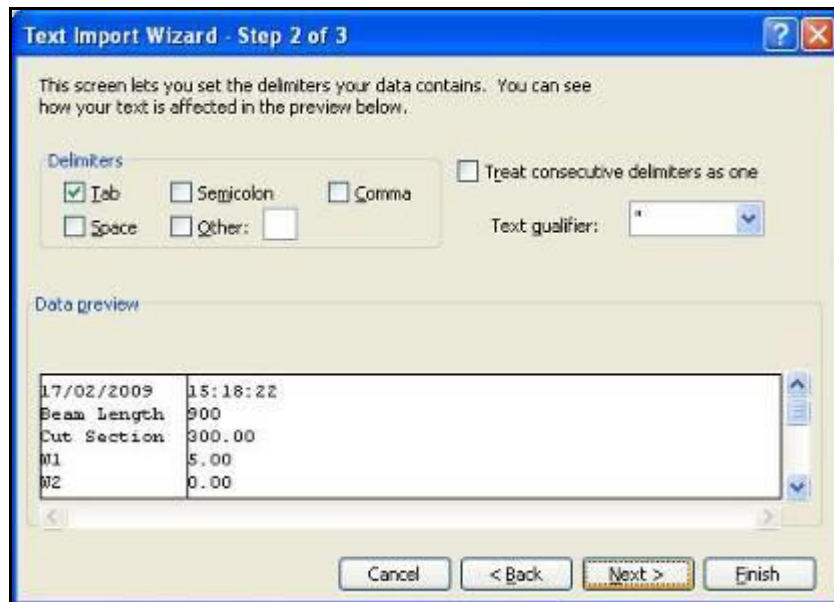 Text Import Wizard - Step 2 of 3
This screen lets you set the delimiters your data contains. You can see
how your text is affected in the preview below.
Delimiters
Tab
Semicolon
Comma
Space
Other:
Treat consecutive delimiters as one
Text qualifier: "
Data preview
17/02/2009 15:18:22
Beam Length 900
Cut Section 300.00
W1 5.00
W2 0.00
Cancel
< Back
Next >
Finish